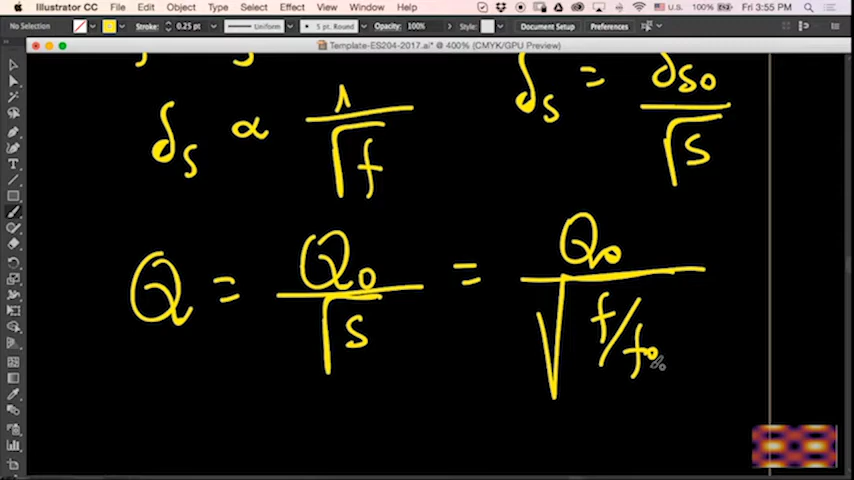 Illustrator CC File Edit Object Type Select Effect View Window Help U.S. 100% Fri 3:55 PM
No Selection Stroke: 0.25 pt Uniform 5 pt. Round Opacity: 100% Style: Document Setup Preferences
Template-ES204-2017.ai* @ 400% (CMYK/GPU Preview)
δs ∝ 1/√f
δs = δs0/√s
Q = Q0/√s = Q0/√(f/f0)